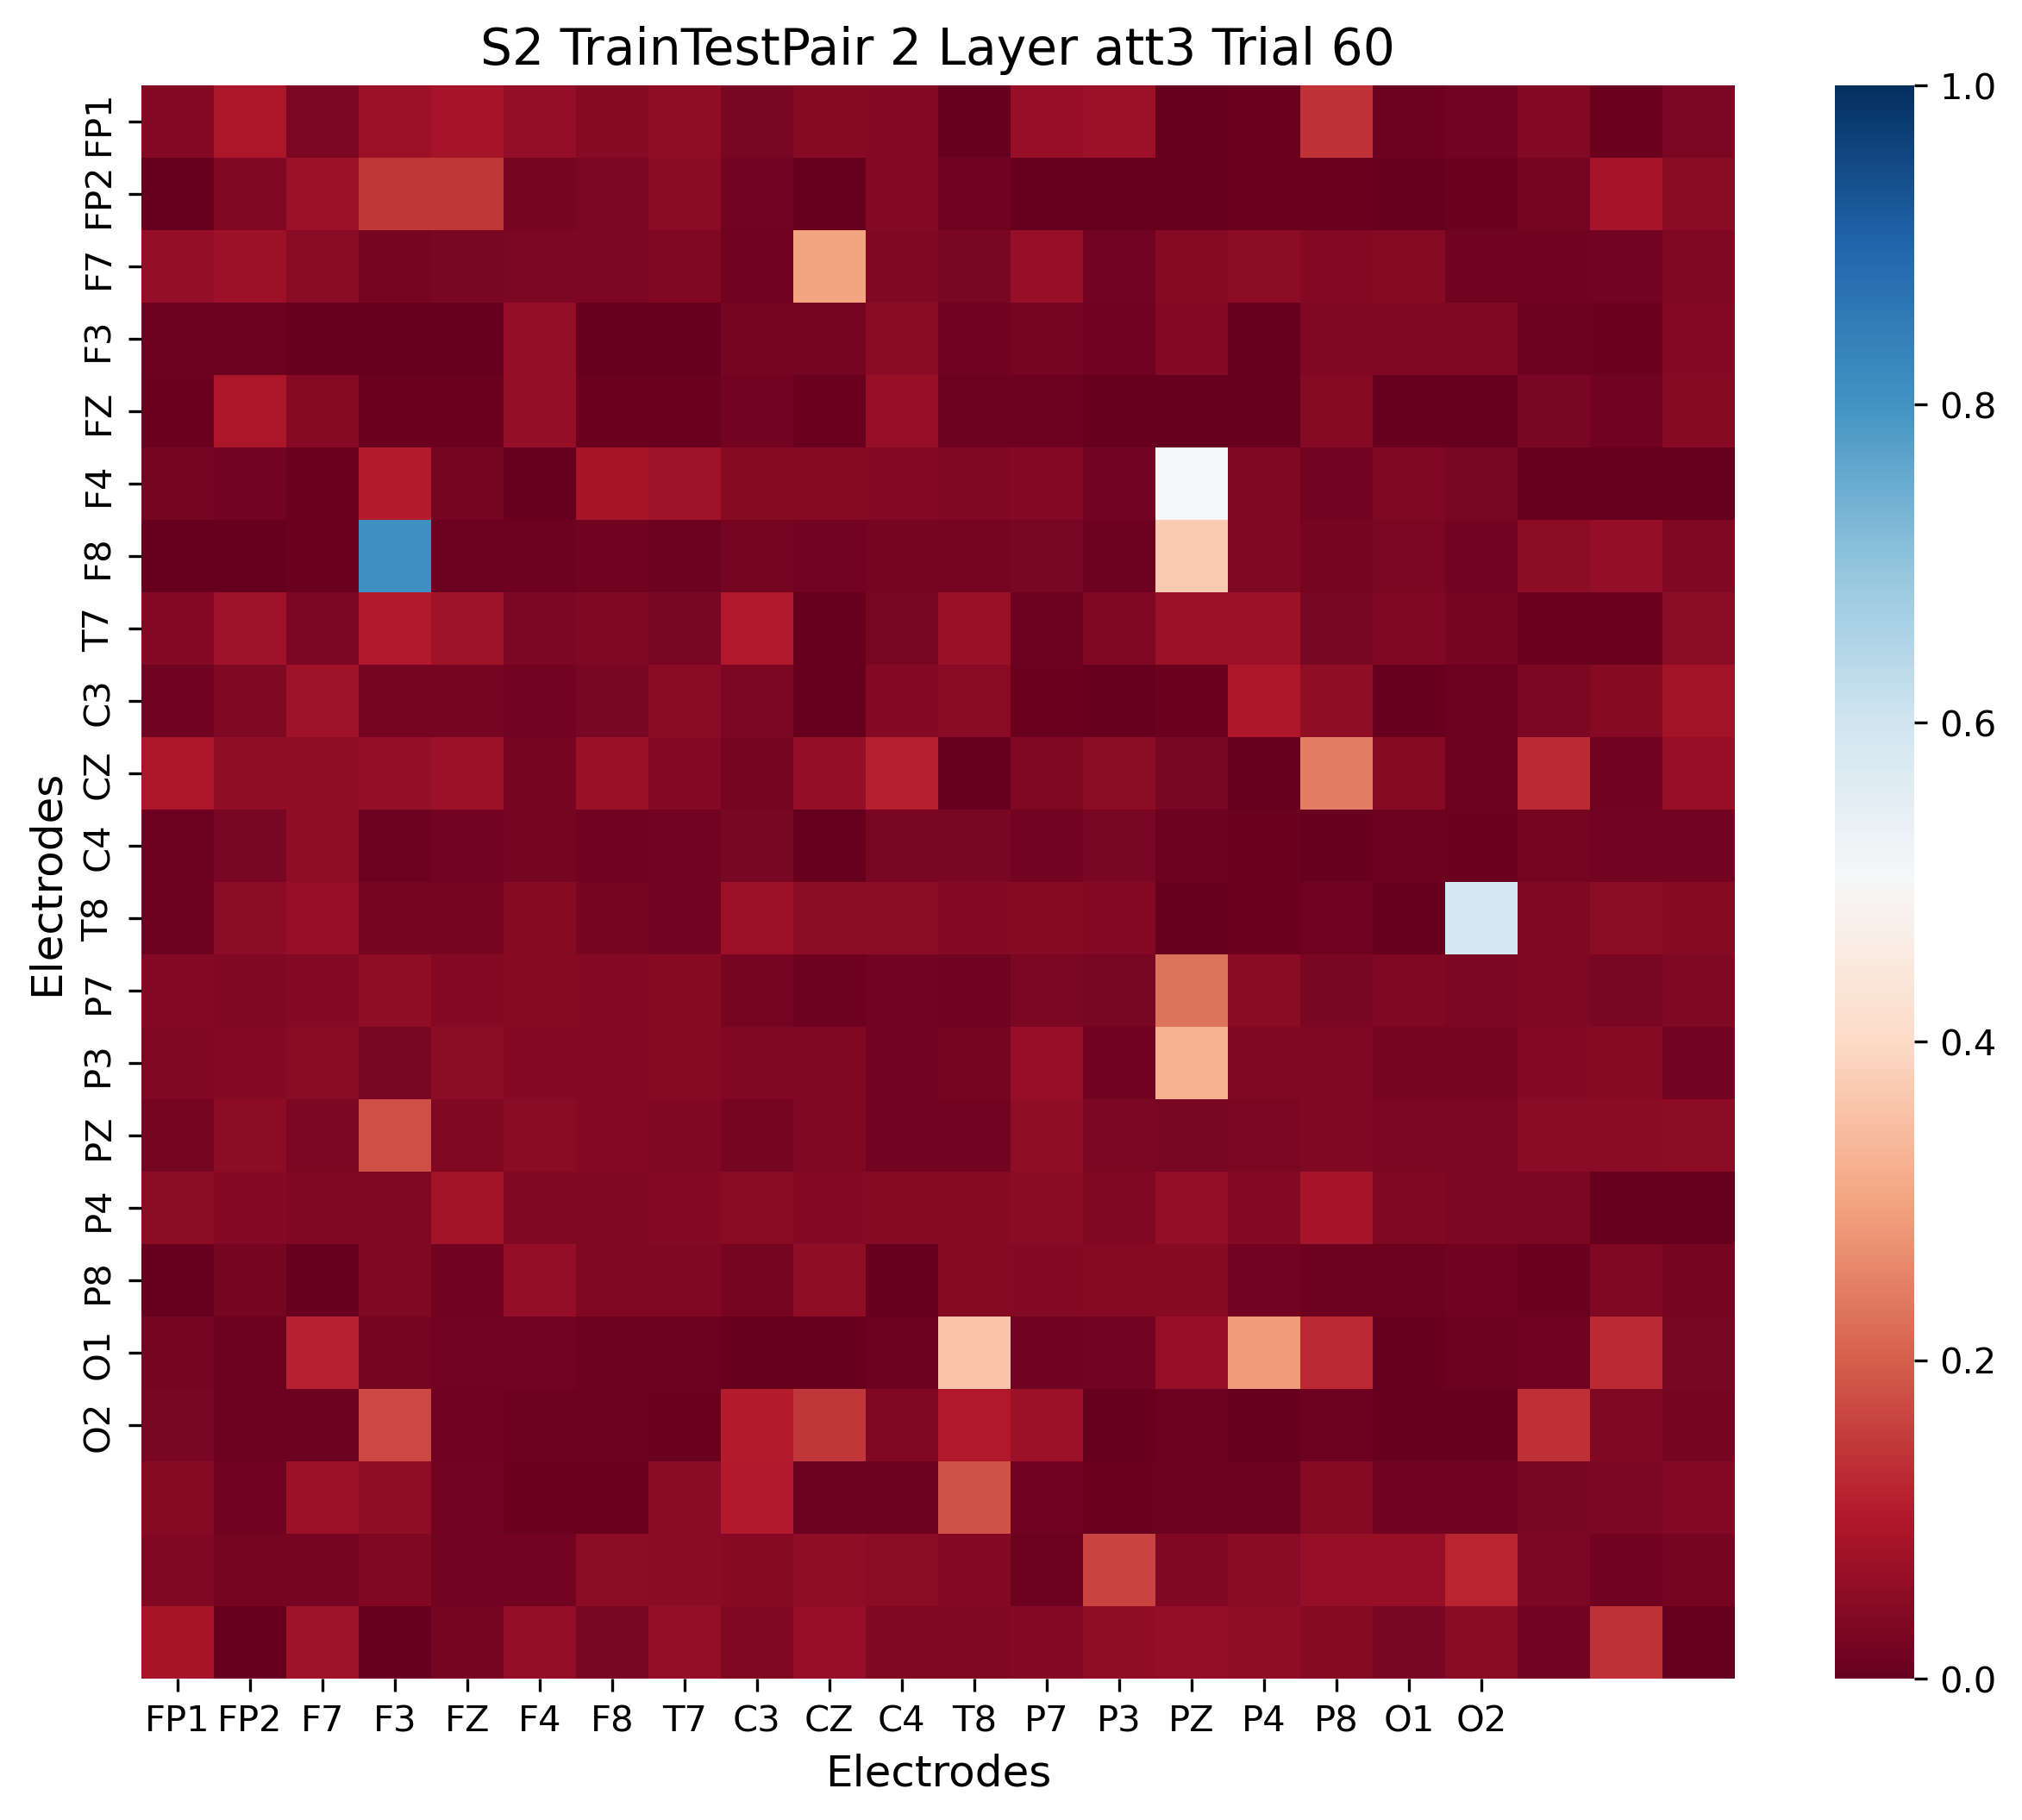 S2 TrainTestPair 2 Layer att3 Trial 60
Electrodes
FP1
FP2
F7
F3
FZ
F4
F8
T7
C3
CZ
C4
T8
P7
P3
PZ
P4
P8
O1
O2
FP1 FP2 F7 F3 FZ F4 F8 T7 C3 CZ C4 T8 P7 P3 PZ P4 P8 O1 O2
Electrodes
1.0
0.8
0.6
0.4
0.2
0.0